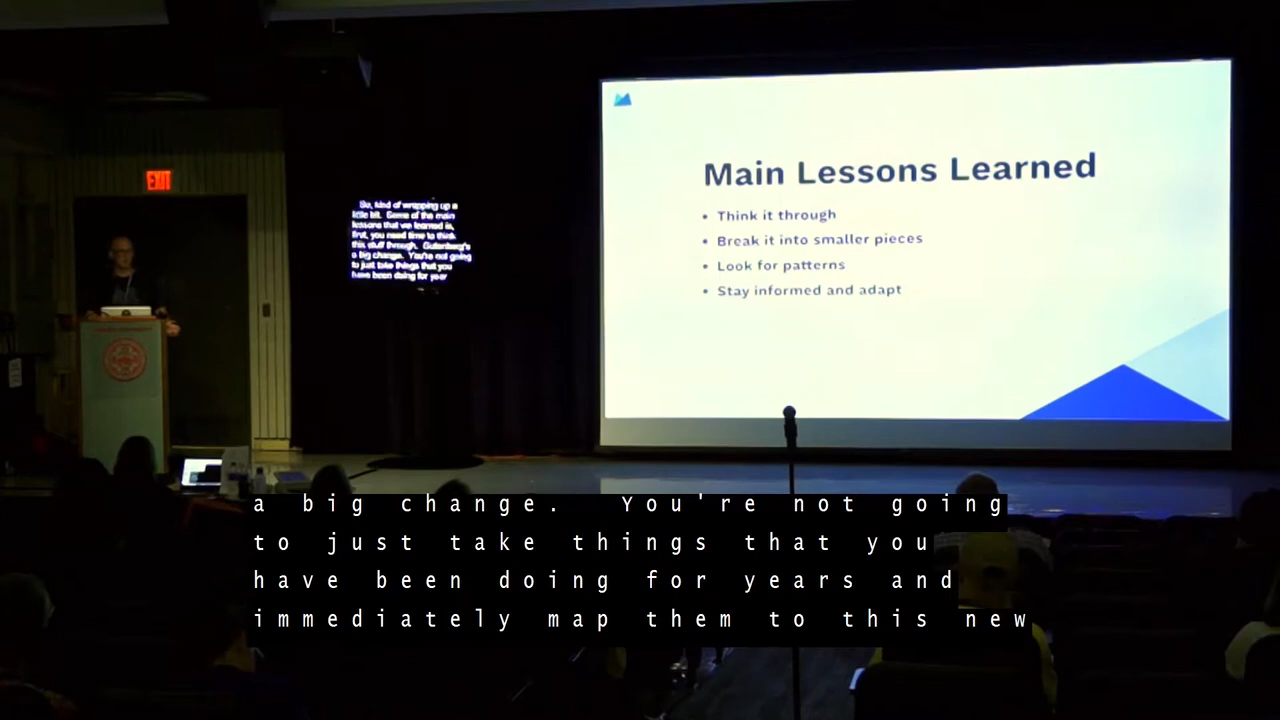 EXIT
So, kind of wrapping up a
little bit. Some of the main
lessons that we learned is,
first, you need time to think
this stuff through. Gutenberg's
a big change. You're not going
to just take things that you
have been doing for year
Main Lessons Learned
• Think it through
• Break it into smaller pieces
• Look for patterns
• Stay informed and adapt
a big change. You're not going
to just take things that you
have been doing for years and
immediately map them to this new